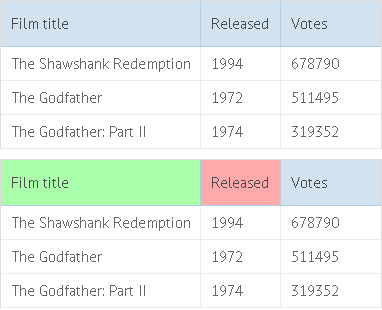 Film title Released Votes
The Shawshank Redemption 1994 678790
The Godfather 1972 511495
The Godfather: Part II 1974 319352
Film title Released Votes
The Shawshank Redemption 1994 678790
The Godfather 1972 511495
The Godfather: Part II 1974 319352